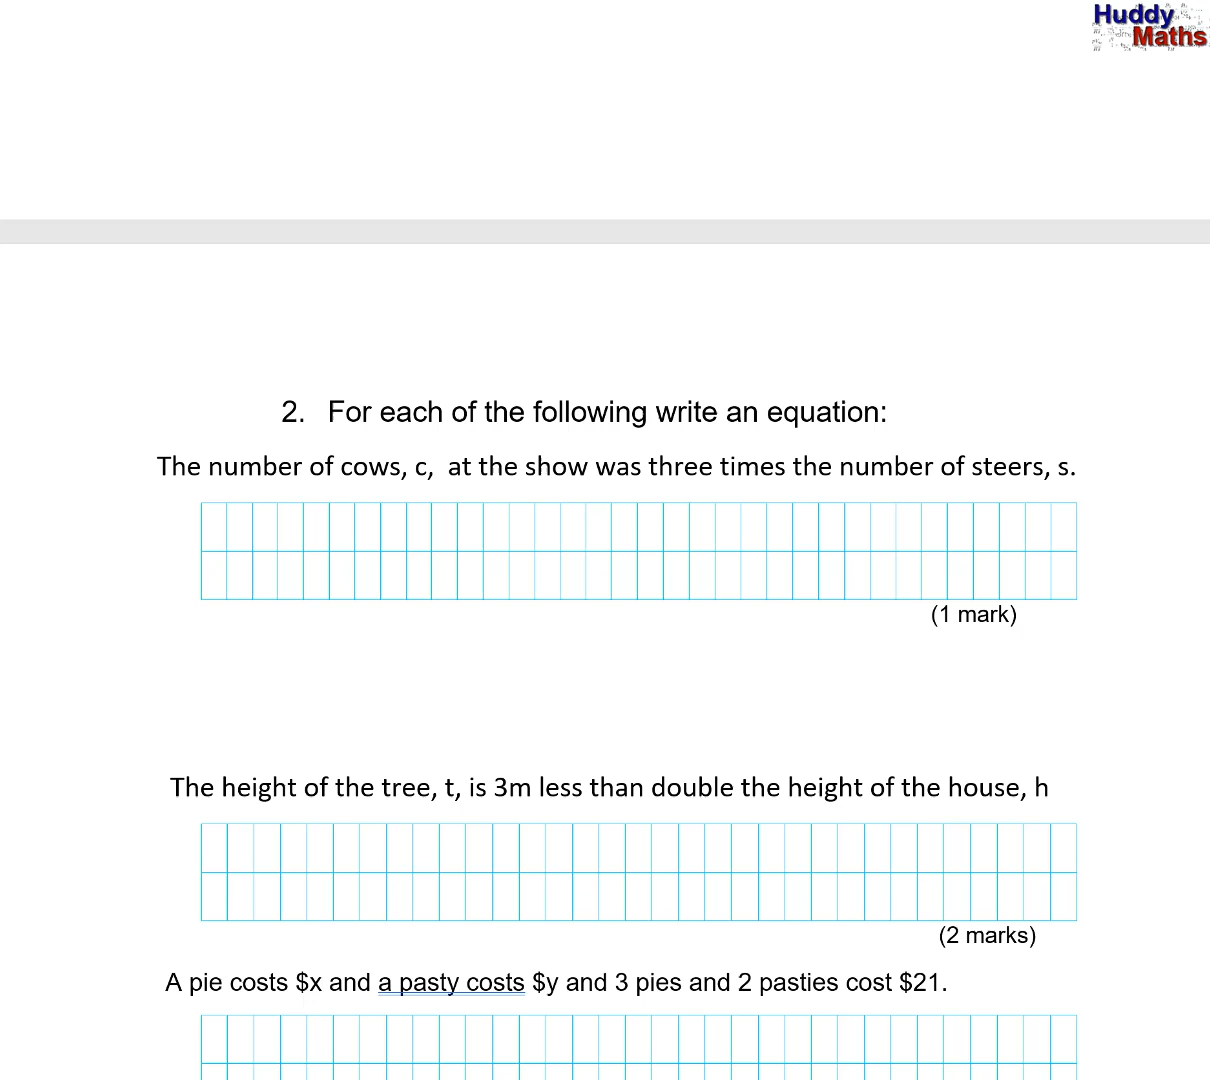 Huddy
Maths
2. For each of the following write an equation:
The number of cows, c, at the show was three times the number of steers, s.
(1 mark)
The height of the tree, t, is 3m less than double the height of the house, h
(2 marks)
A pie costs $x and a pasty costs $y and 3 pies and 2 pasties cost $21.